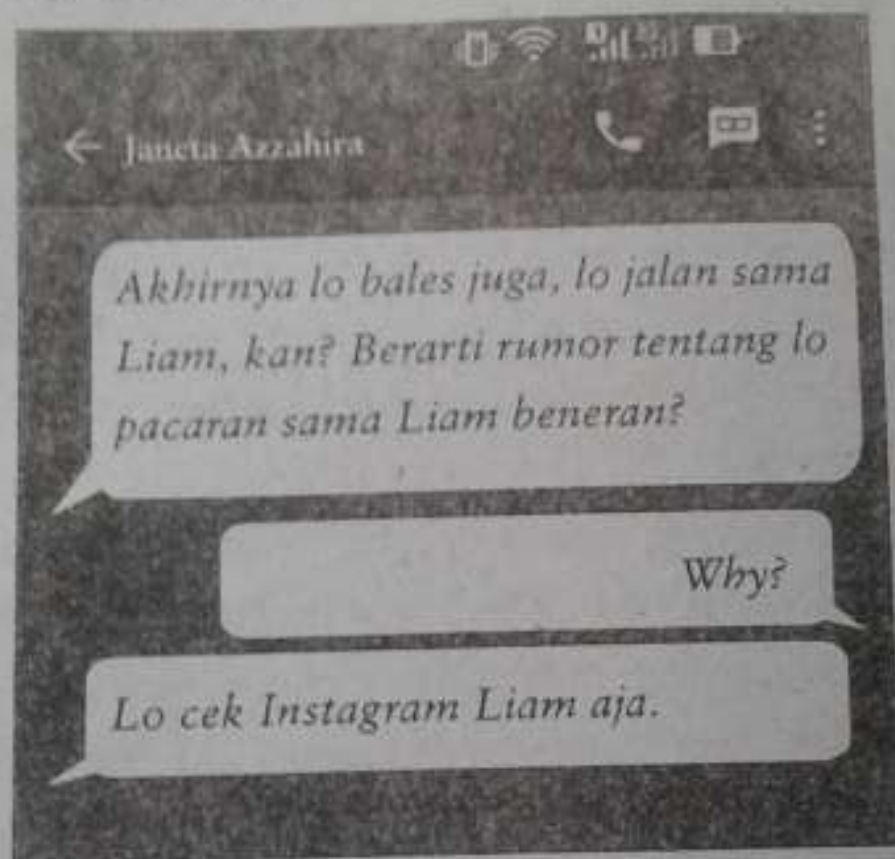 Janeta Azzahira
Akhirnya lo bales juga, lo jalan sama
Liam, kan? Berarti rumor tentang lo
pacaran sama Liam beneran?
Why?
Lo cek Instagram Liam aja.